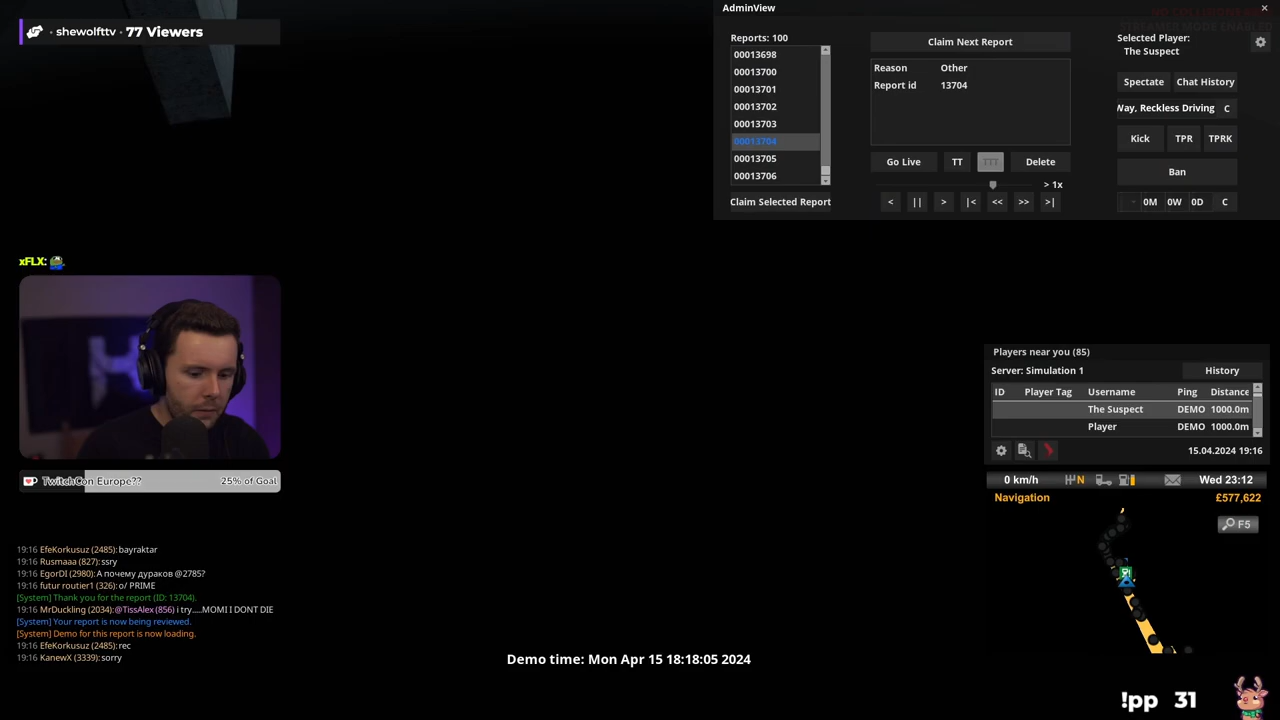 · shewolfttv · 77 Viewers
AdminView
×
NO COLLISIONS
STREAMER MODE ENABLED
Reports: 100
00013698
00013700
00013701
00013702
00013703
00013704
00013705
00013706
Claim Selected Report
Claim Next Report
Reason Other
Report id 13704
Go Live TT TTT Delete
> 1x
< || > |< << >> >|
Selected Player:
The Suspect
Spectate Chat History
Way, Reckless Driving C
Kick TPR TPRK
Ban
- 0M 0W 0D C
xFLX:
TwitchCon Europe?? 25% of Goal
Players near you (85)
Server: Simulation 1 History
ID Player Tag Username Ping Distance
The Suspect DEMO 1000.0m
Player DEMO 1000.0m
15.04.2024 19:16
0 km/h N Wed 23:12
Navigation £577,622
F5
19:16 EfeKorkusuz (2485): bayraktar
19:16 Rusmaaa (827): ssry
19:16 EgorDI (2980): А почему дураков @2785?
19:16 futur routier1 (326): o/ PRIME
[System] Thank you for the report (ID: 13704).
19:16 MrDuckling (2034): @TissAlex (856) i try.....MOMI I DONT DIE
[System] Your report is now being reviewed.
[System] Demo for this report is now loading.
19:16 EfeKorkusuz (2485): rec
19:16 KanewX (3339): sorry
Demo time: Mon Apr 15 18:18:05 2024
!pp 31